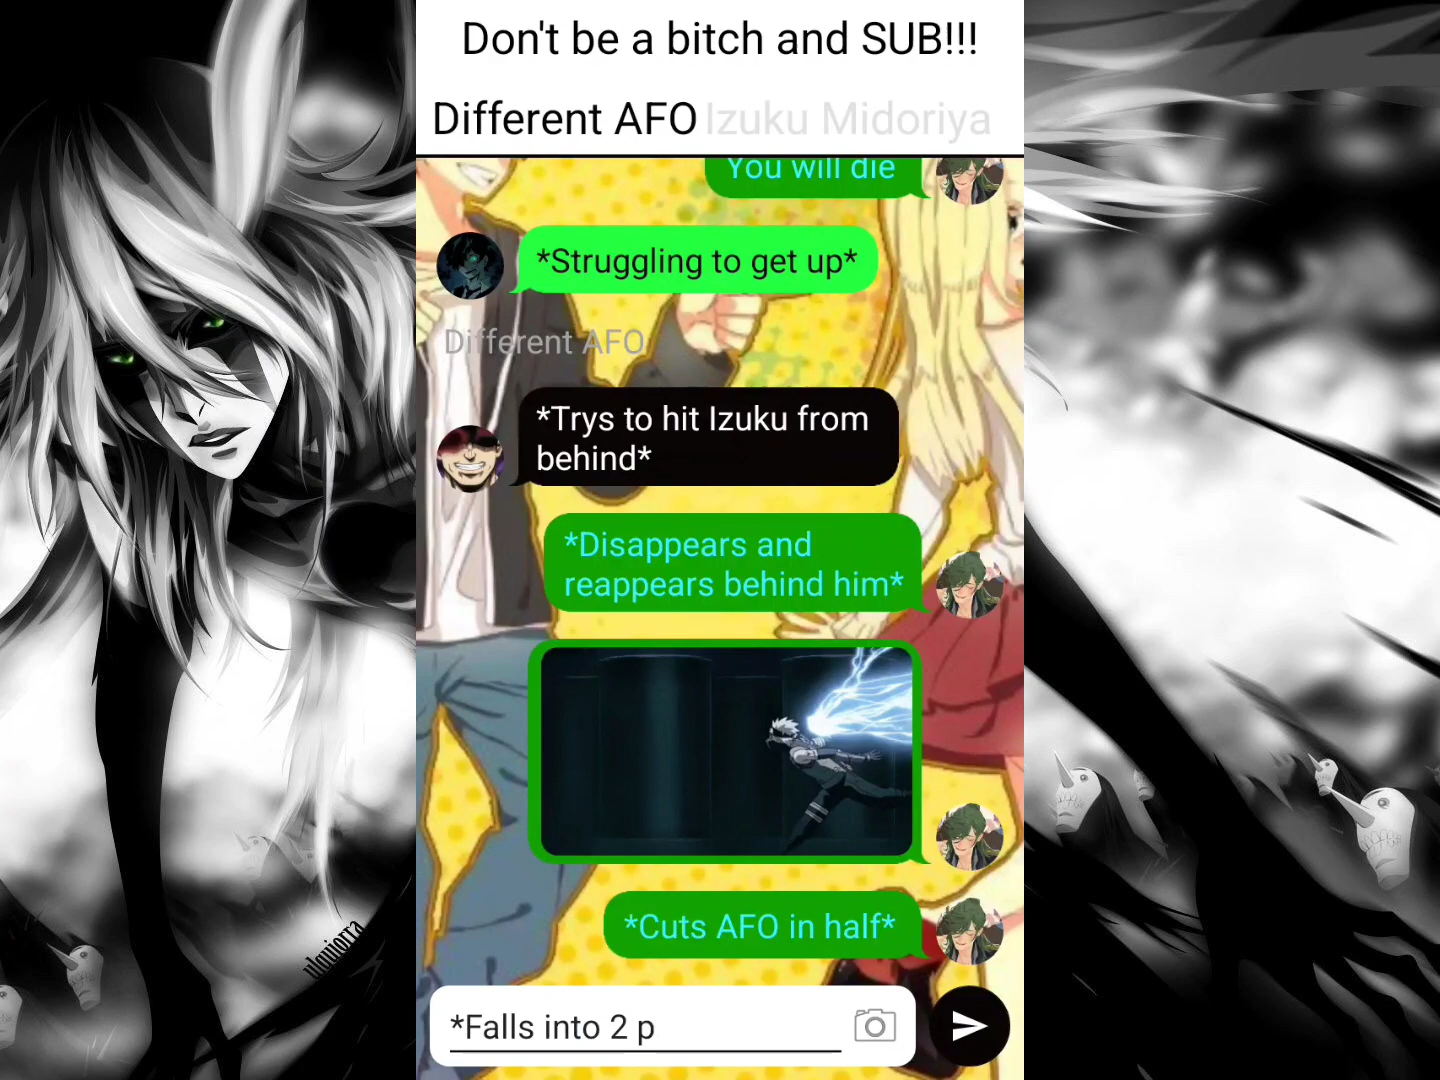 Don't be a bitch and SUB!!!
Different AFO Izuku Midoriya
You will die
*Struggling to get up*
Different AFO
*Trys to hit Izuku from
behind*
*Disappears and
reappears behind him*
*Cuts AFO in half*
*Falls into 2 p
ulquiorra